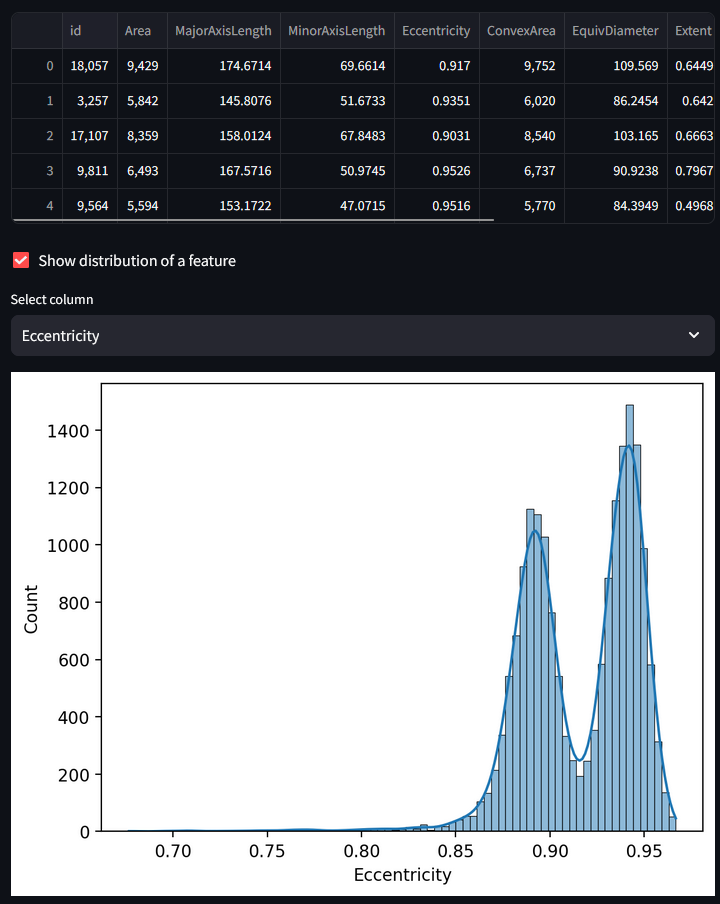 id Area MajorAxisLength MinorAxisLength Eccentricity ConvexArea EquivDiameter Extent
0 18,057 9,429 174.6714 69.6614 0.917 9,752 109.569 0.6449
1 3,257 5,842 145.8076 51.6733 0.9351 6,020 86.2454 0.642
2 17,107 8,359 158.0124 67.8483 0.9031 8,540 103.165 0.6663
3 9,811 6,493 167.5716 50.9745 0.9526 6,737 90.9238 0.7967
4 9,564 5,594 153.1722 47.0715 0.9516 5,770 84.3949 0.4968
Show distribution of a feature
Select column
Eccentricity
1400
1200
1000
800
600
400
200
0
Count
0.70 0.75 0.80 0.85 0.90 0.95
Eccentricity